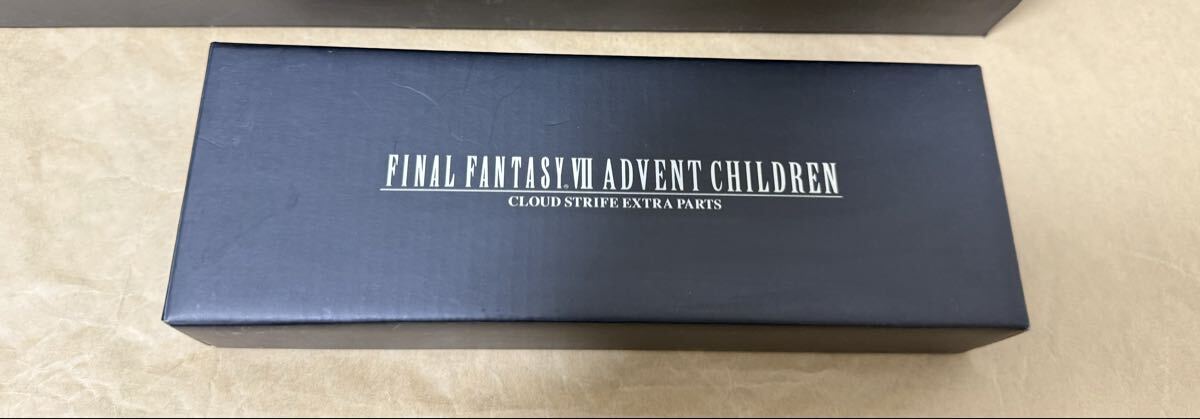 FINAL FANTASY® VII ADVENT CHILDREN
CLOUD STRIFE EXTRA PARTS